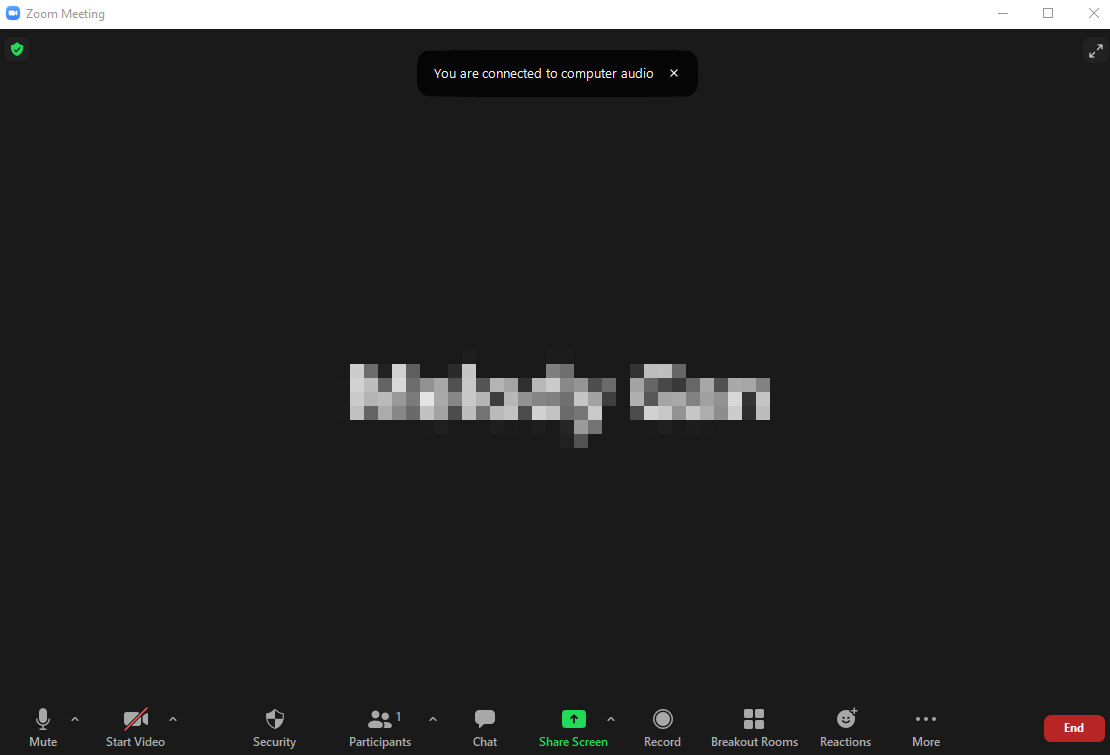 Zoom Meeting
You are connected to computer audio
1
Mute
Start Video
Security
Participants
Chat
Share Screen
Record
Breakout Rooms
Reactions
More
End